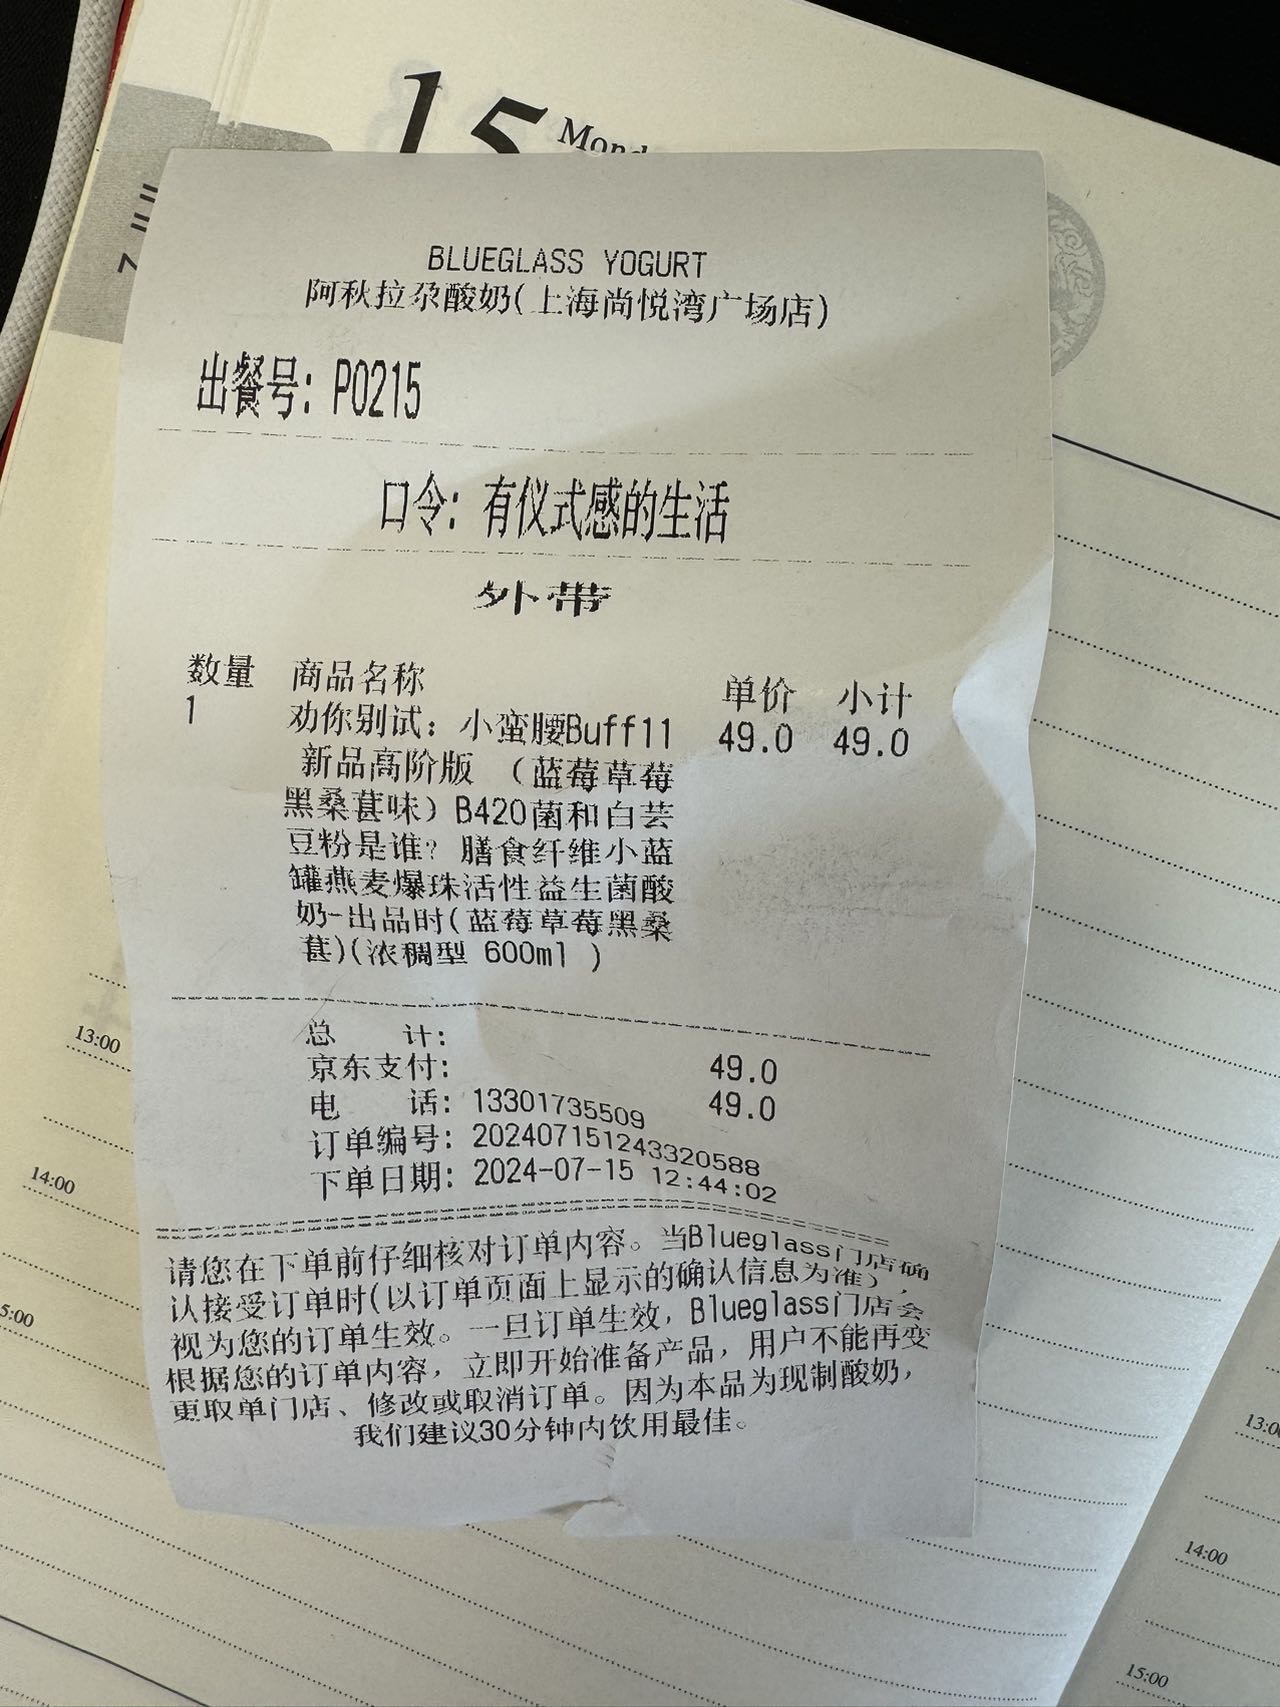 15 Mond
7
BLUEGLASS YOGURT
阿秋拉尕酸奶(上海尚悦湾广场店)
出餐号: P0215
口令: 有仪式感的生活
外带
数量 商品名称 单价 小计
1 劝你别试: 小蛮腰Buff11 49.0 49.0
新品高阶版 (蓝莓草莓
黑桑葚味) B420菌和白芸
豆粉是谁? 膳食纤维小蓝
罐燕麦爆珠活性益生菌酸
奶-出品时(蓝莓草莓黑桑
葚)(浓稠型 600ml )
总 计: 49.0
京东支付: 49.0
电 话: 13301735509
订单编号: 202407151243320588
下单日期: 2024-07-15 12:44:02
请您在下单前仔细核对订单内容。当Blueglass门店确
认接受订单时(以订单页面上显示的确认信息为准),
视为您的订单生效。一旦订单生效, Blueglass门店会
根据您的订单内容, 立即开始准备产品, 用户不能再变
更取单门店、修改或取消订单。因为本品为现制酸奶,
我们建议30分钟内饮用最佳。
13:00
14:00
5:00
13:0
14:00
15:00